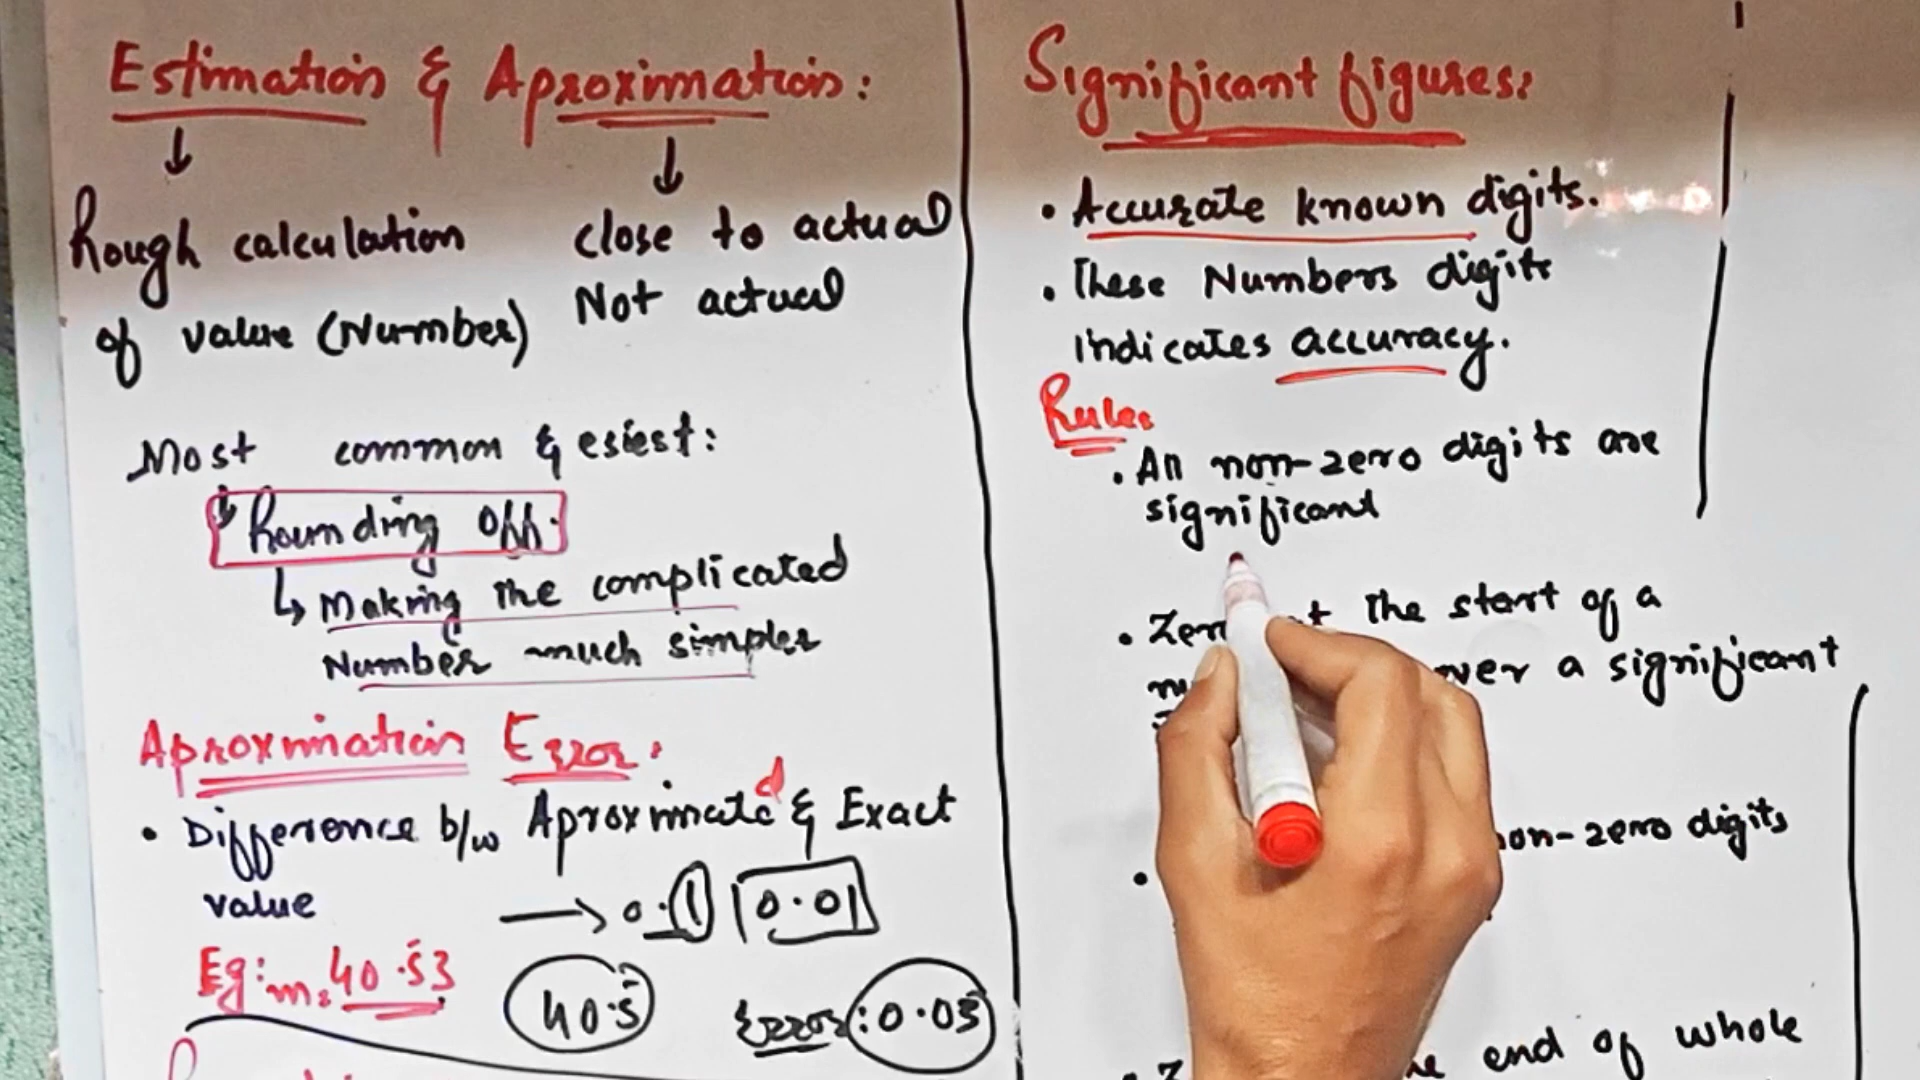 Estimation & Aproximation:
↓ ↓
Rough calculation
of value (Number)
close to actual
Not actual
Most common & esiest:
Rounding Off.
↳ Making the complicated
Number much simpler
Aproximation Error:
• Difference b/w Aproximated & Exact
value
→ 0.1 0.01
Eg: m: 40.53 40.5 Error: 0.03
Significant figures:
• Accurate known digits.
• These Numbers digits
indicates accuracy.
Rules
• All non-zero digits are
significant
• the start of a
a significant
non-zero digits
end of whole